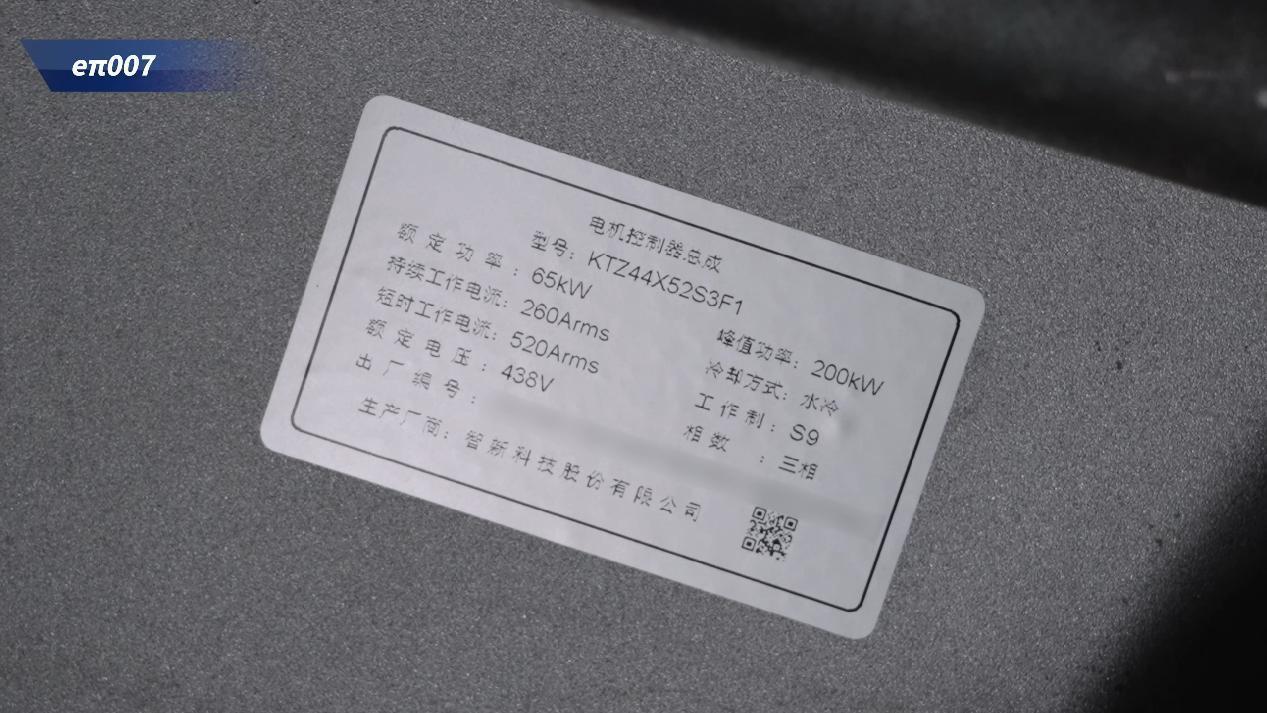 eπ007
电机控制器总成
型号：KTZ44X52S3F1
额定功率：65kW 峰值功率：200kW
持续工作电流：260Arms 冷却方式：水冷
短时工作电流：520Arms 工作制：S9
额定电压：438V 相数：三相
出厂编号：
生产厂商：智新科技股份有限公司